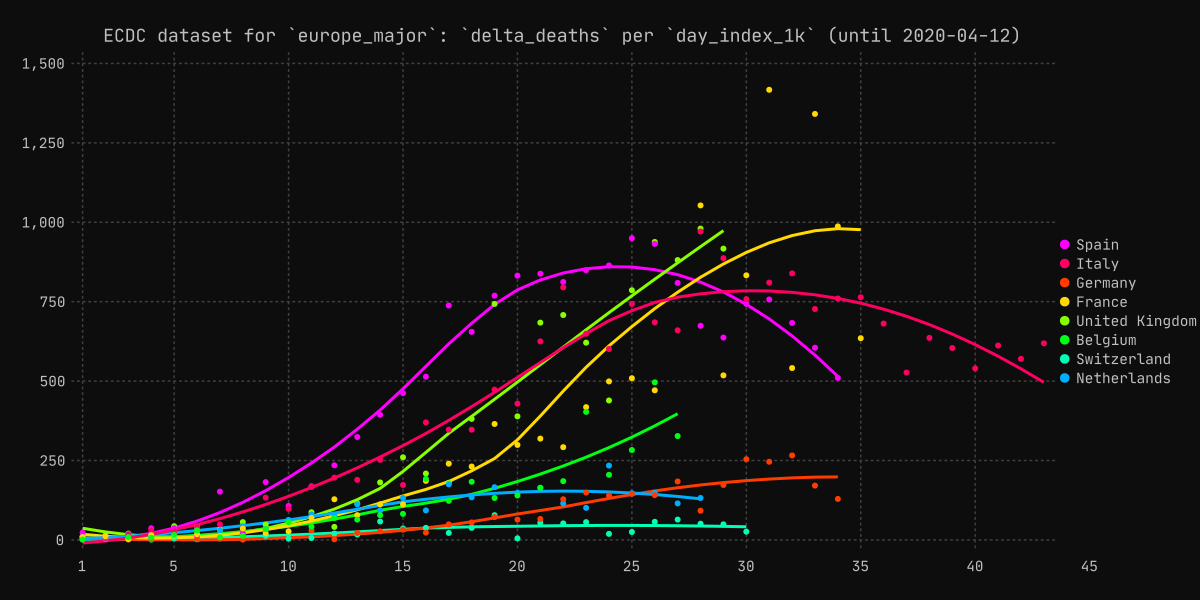 ECDC dataset for `europe_major`: `delta_deaths` per `day_index_1k` (until 2020-04-12)
1,500
1,250
1,000
750
500
250
0
1 5 10 15 20 25 30 35 40 45
Spain
Italy
Germany
France
United Kingdom
Belgium
Switzerland
Netherlands